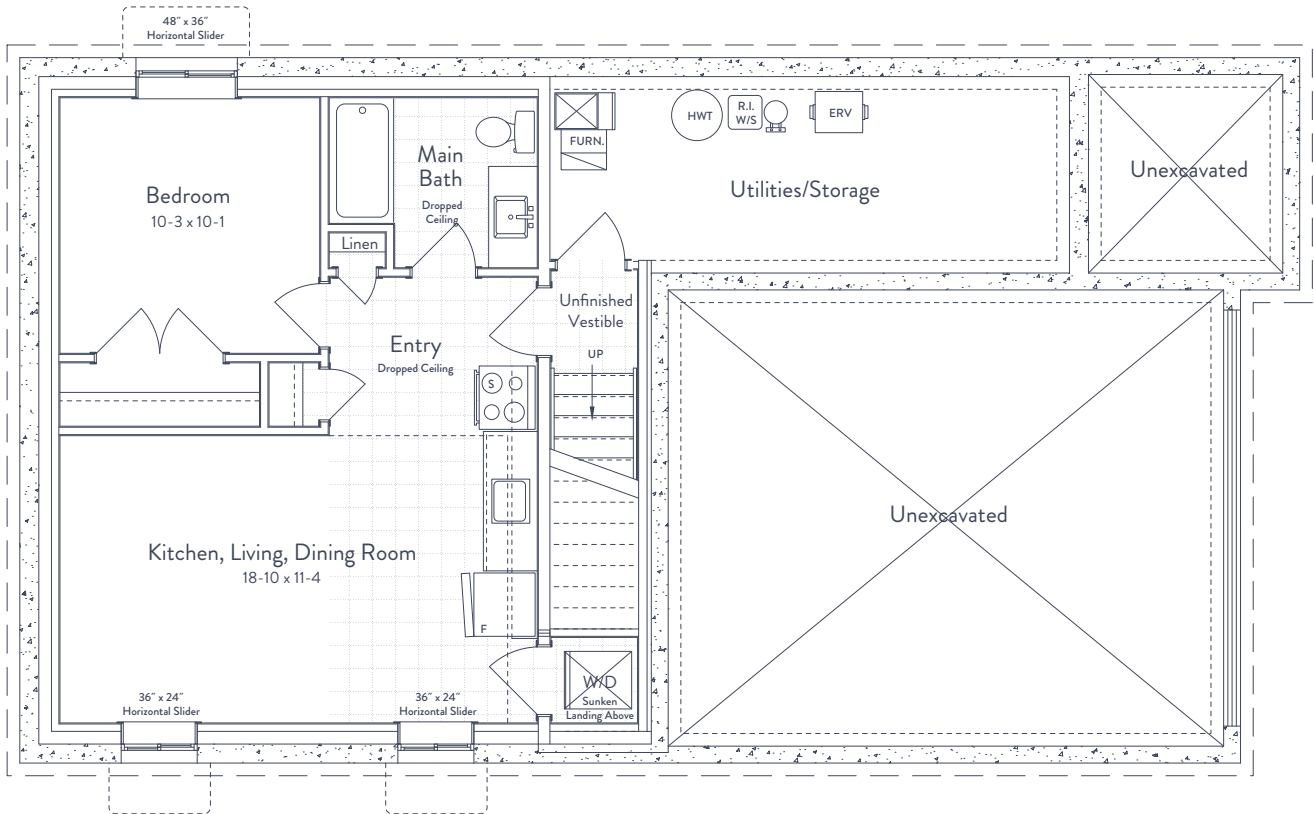 48" x 36"
Horizontal Slider
HWT
R.I.
W/S
ERV
FURN.
Main
Bath
Dropped
Ceiling
Utilities/Storage
Unexcavated
Bedroom
10-3 x 10-1
Linen
Unfinished
Vestible
UP
Entry
Dropped Ceiling
S
Unexcavated
Kitchen, Living, Dining Room
18-10 x 11-4
F
W/D
Sunken
Landing Above
36" x 24"
Horizontal Slider
36" x 24"
Horizontal Slider